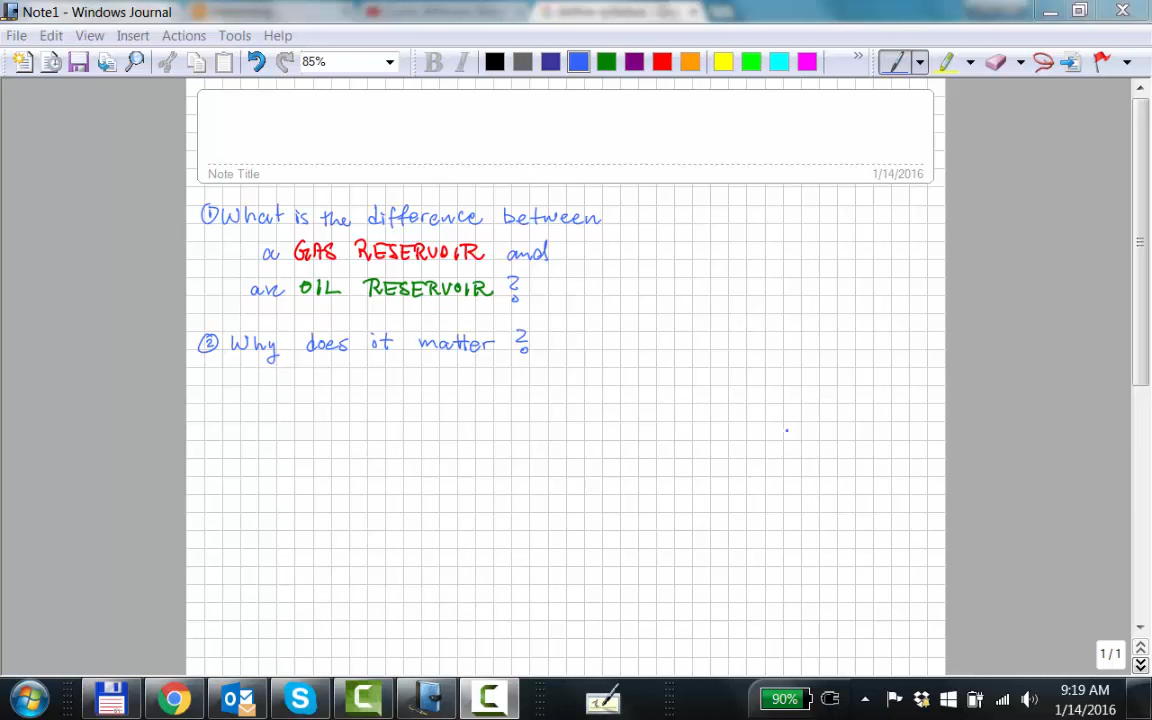 Note1 - Windows Journal
File Edit View Insert Actions Tools Help
85%
B I
Note Title
1/14/2016
① What is the difference between
a GAS RESERVOIR and
an OIL RESERVOIR ?
② Why does it matter ?
1 / 1
90%
9:19 AM
1/14/2016